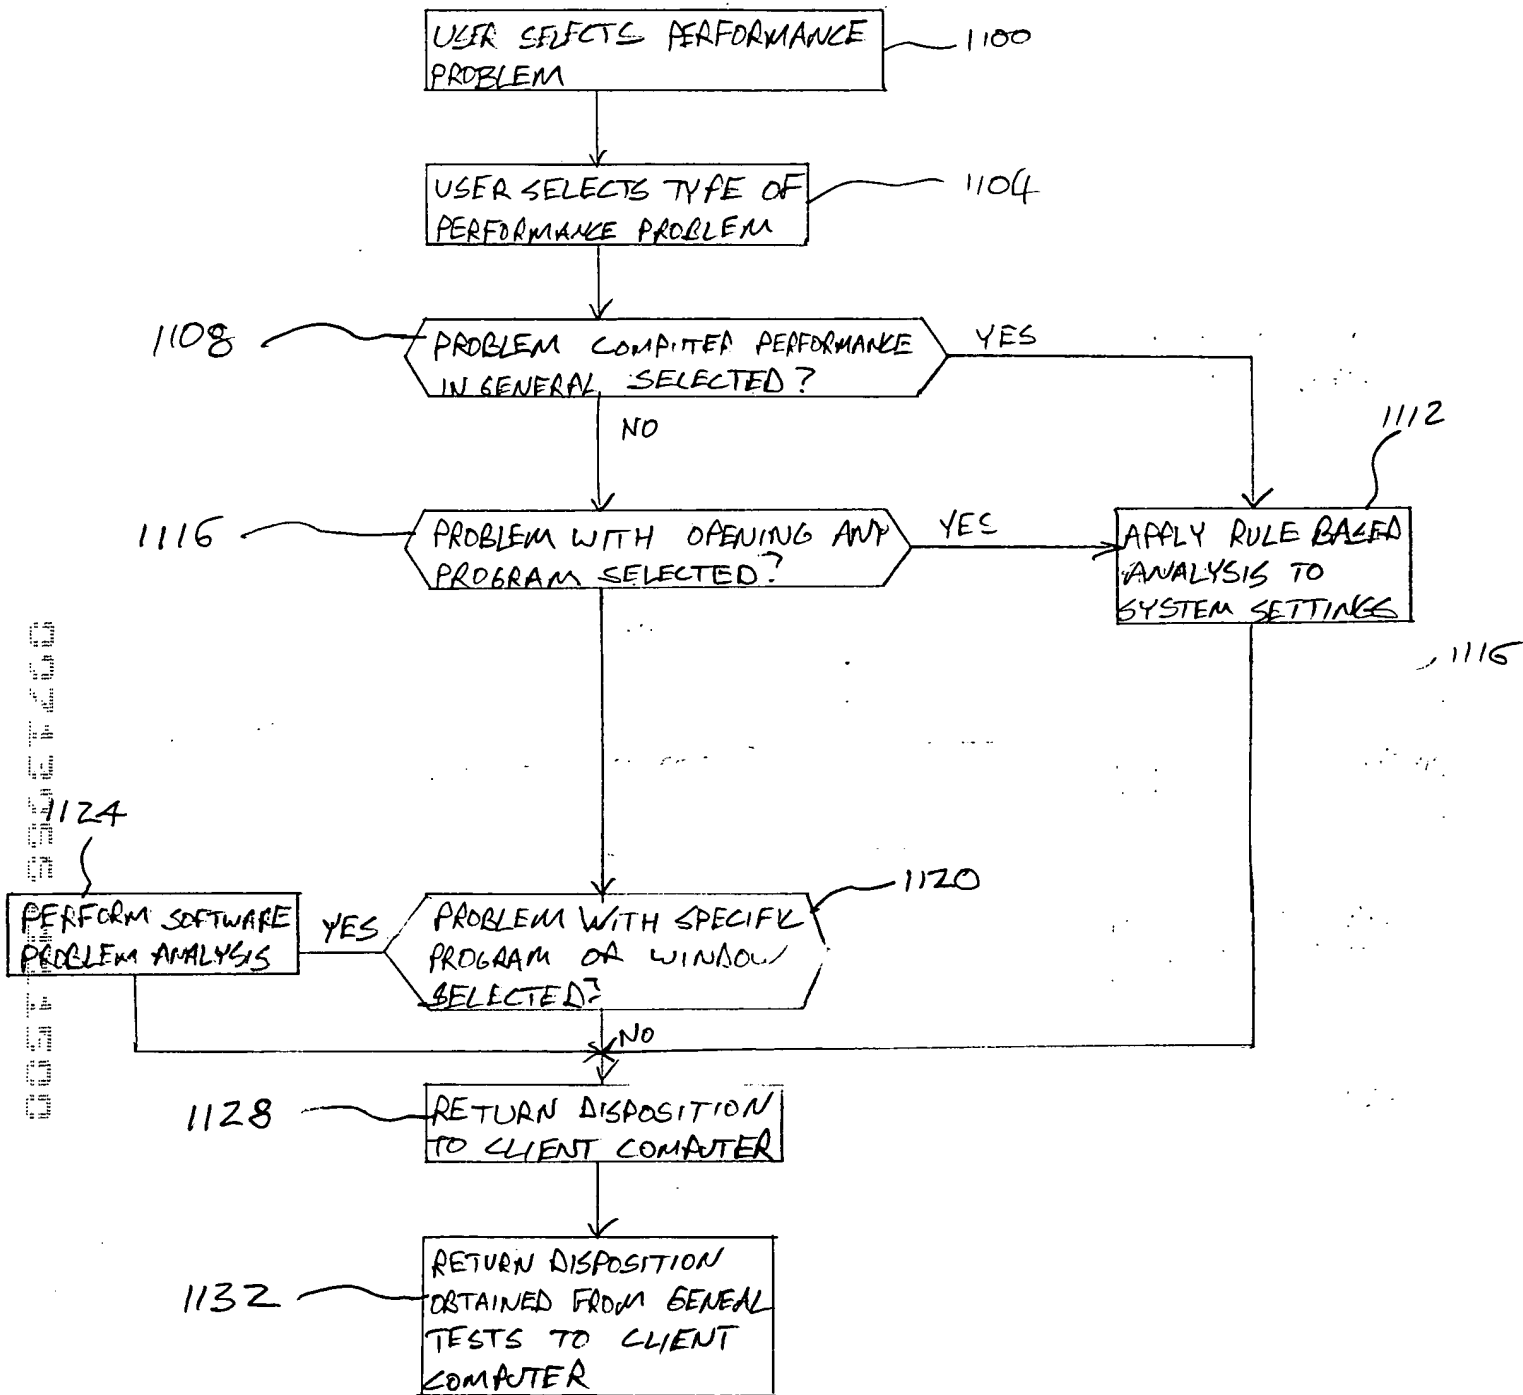 USER SELECTS PERFORMANCE
PROBLEM
1100
USER SELECTS TYPE OF
PERFORMANCE PROBLEM
1104
1108
PROBLEM COMPUTER PERFORMANCE
IN GENERAL SELECTED?
YES
NO
1112
1116
PROBLEM WITH OPENING ANY
PROGRAM SELECTED?
YES
APPLY RULE BASED
ANALYSIS TO
SYSTEM SETTINGS
1116
1124
PERFORM SOFTWARE
PROBLEM ANALYSIS
YES
1120
PROBLEM WITH SPECIFIC
PROGRAM OR WINDOW
SELECTED?
NO
1128
RETURN DISPOSITION
TO CLIENT COMPUTER
1132
RETURN DISPOSITION
OBTAINED FROM GENEAL
TESTS TO CLIENT
COMPUTER